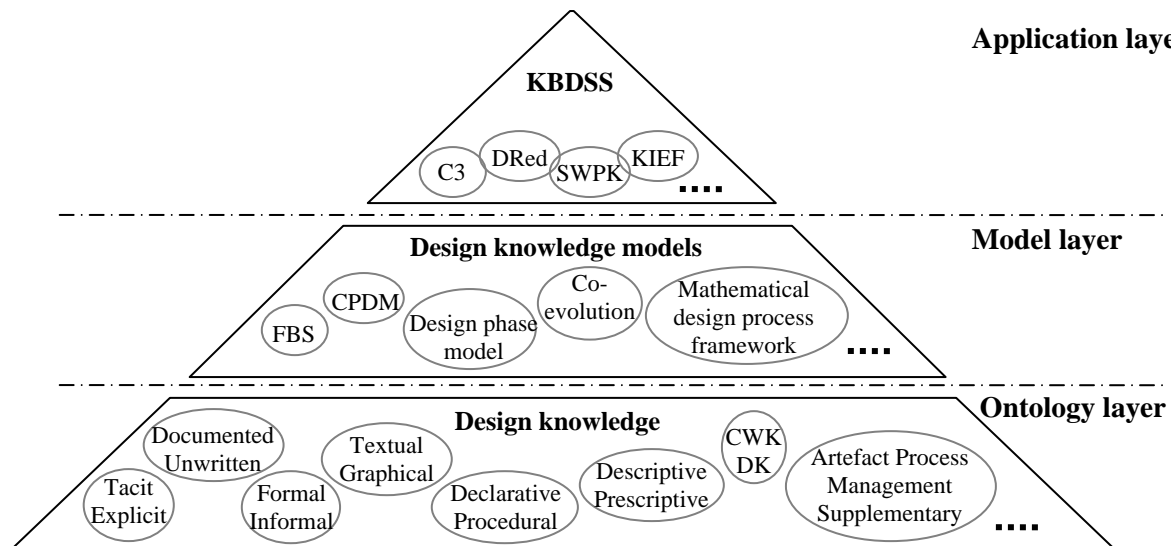 Application laye
KBDSS
C3
DRed
SWPK
KIEF
....
Model layer
Design knowledge models
FBS
CPDM
Design phase
model
Co-
evolution
Mathematical
design process
framework
....
Ontology layer
Design knowledge
Tacit
Explicit
Documented
Unwritten
Formal
Informal
Textual
Graphical
Declarative
Procedural
Descriptive
Prescriptive
CWK
DK
Artefact Process
Management
Supplementary
....